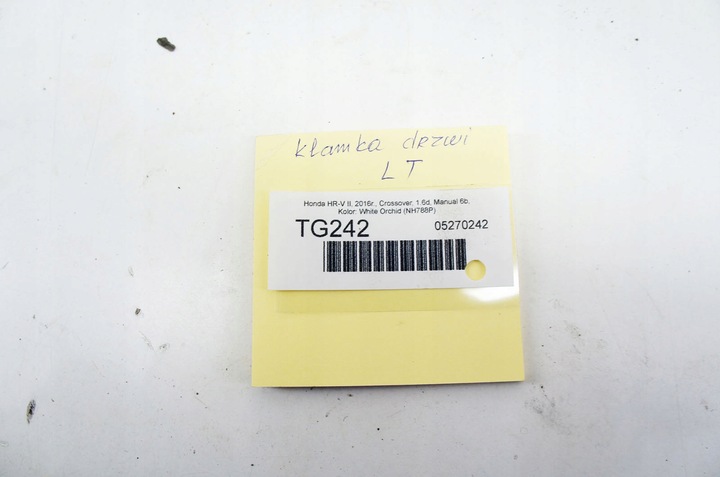 klamka drzwi
LT
Honda HR-V II, 2016r., Crossover, 1.6d, Manual 6b,
Kolor: White Orchid (NH788P)
TG242 05270242